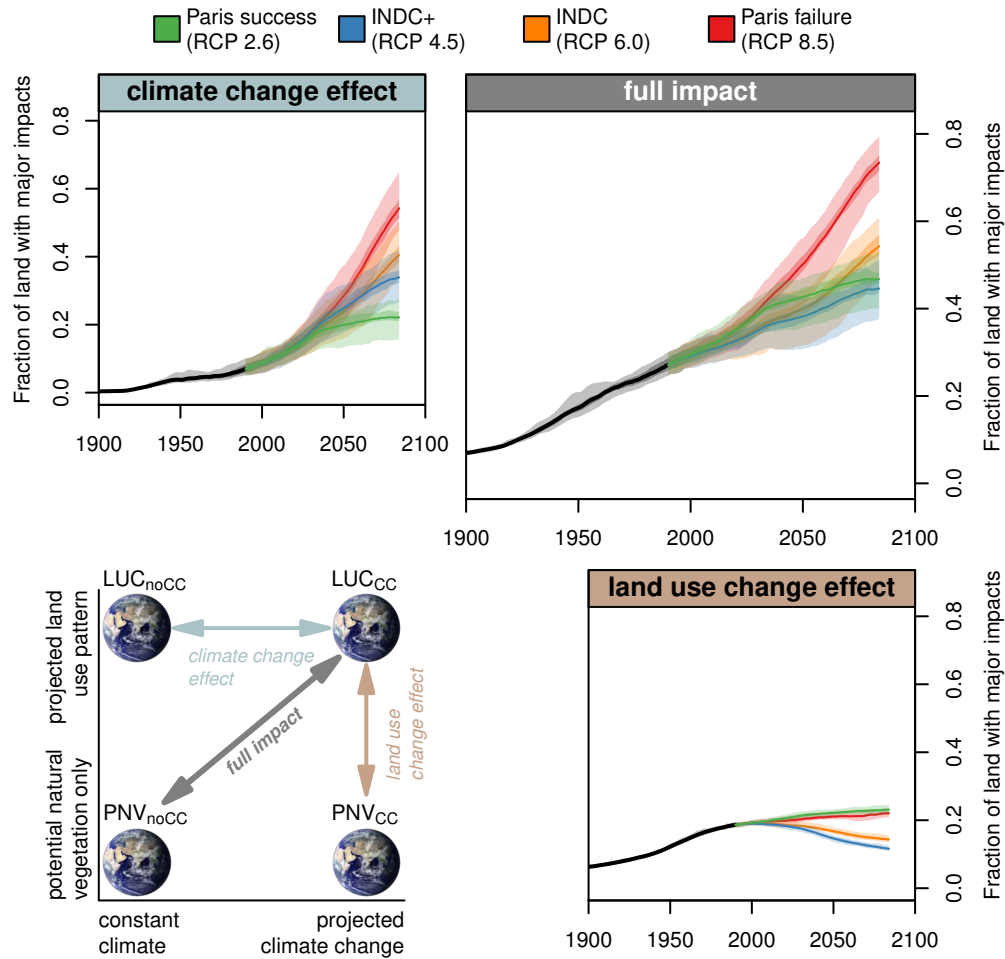 Paris success
(RCP 2.6)
INDC+
(RCP 4.5)
INDC
(RCP 6.0)
Paris failure
(RCP 8.5)
climate change effect
Fraction of land with major impacts
0.8
0.6
0.4
0.2
0.0
1900 1950 2000 2050 2100
full impact
Fraction of land with major impacts
0.8
0.6
0.4
0.2
0.0
1900 1950 2000 2050 2100
projected land
use pattern
potential natural
vegetation only
LUCnoCC
LUCCC
climate change
effect
full impact
land use
change effect
PNVnoCC
PNVCC
constant
climate
projected
climate change
land use change effect
Fraction of land with major impacts
0.8
0.6
0.4
0.2
0.0
1900 1950 2000 2050 2100